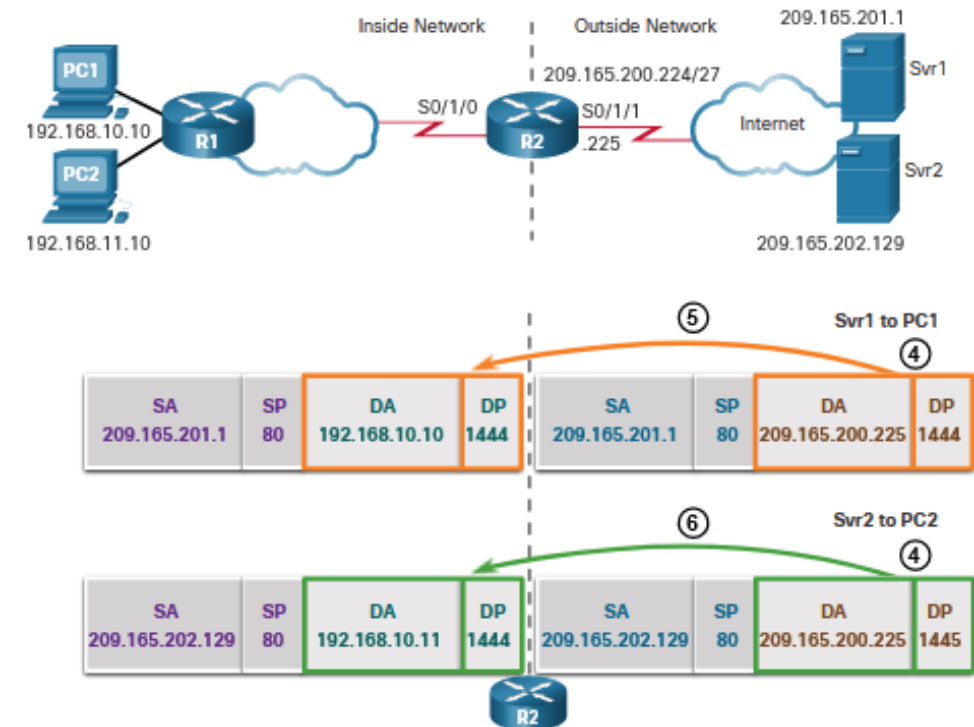 209.165.201.1
Inside Network
Outside Network
PC1
209.165.200.224/27
Svr1
S0/1/0
S0/1/1
192.168.10.10
R1
R2
.225
Internet
PC2
Svr2
192.168.11.10
209.165.202.129
5
Svr1 to PC1
4
SA SP DA DP SA SP DA DP
209.165.201.1 80 192.168.10.10 1444 209.165.201.1 80 209.165.200.225 1444
6
Svr2 to PC2
4
SA SP DA DP SA SP DA DP
209.165.202.129 80 192.168.10.11 1444 209.165.202.129 80 209.165.200.225 1445
R2